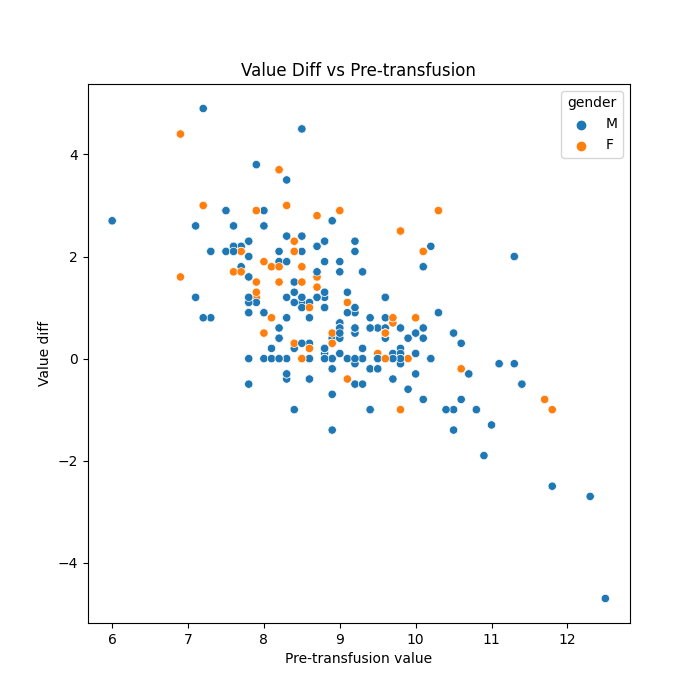 Value Diff vs Pre-transfusion
gender
M
F
4
2
0
−2
−4
Value diff
6 7 8 9 10 11 12
Pre-transfusion value